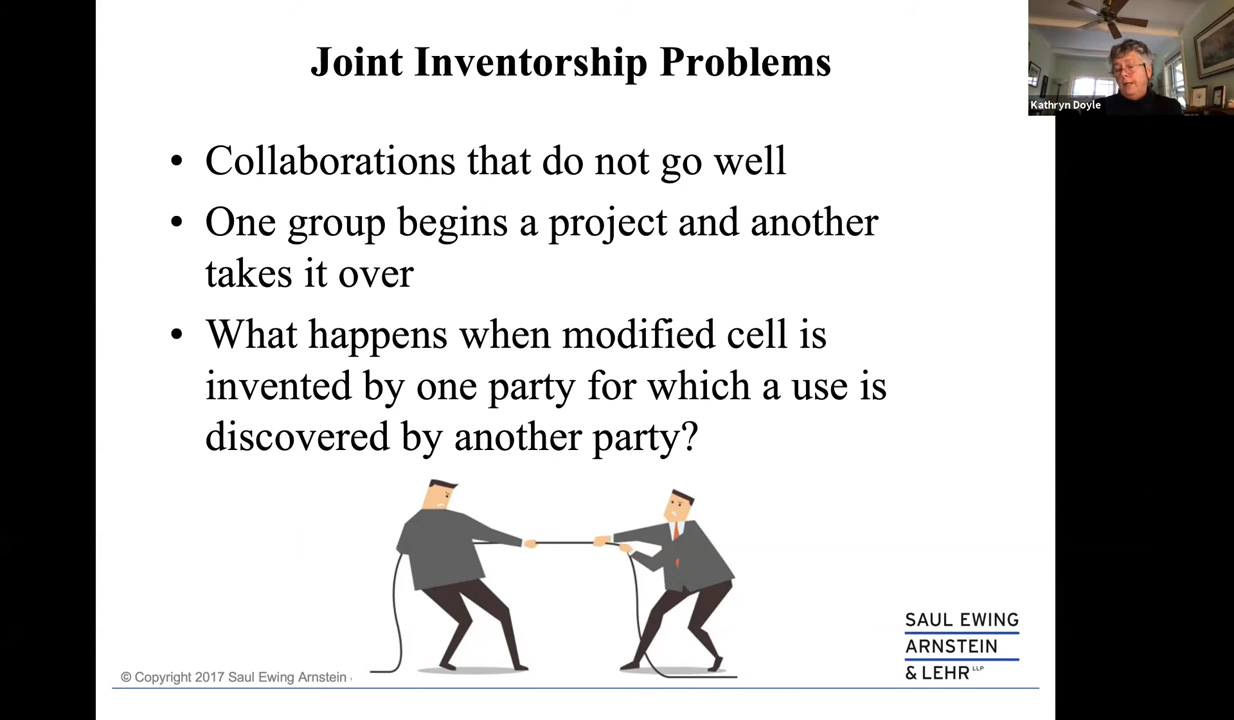 Joint Inventorship Problems
Kathryn Doyle
• Collaborations that do not go well
• One group begins a project and another
takes it over
• What happens when modified cell is
invented by one party for which a use is
discovered by another party?
SAUL EWING
ARNSTEIN
& LEHR LLP
© Copyright 2017 Saul Ewing Arnstein